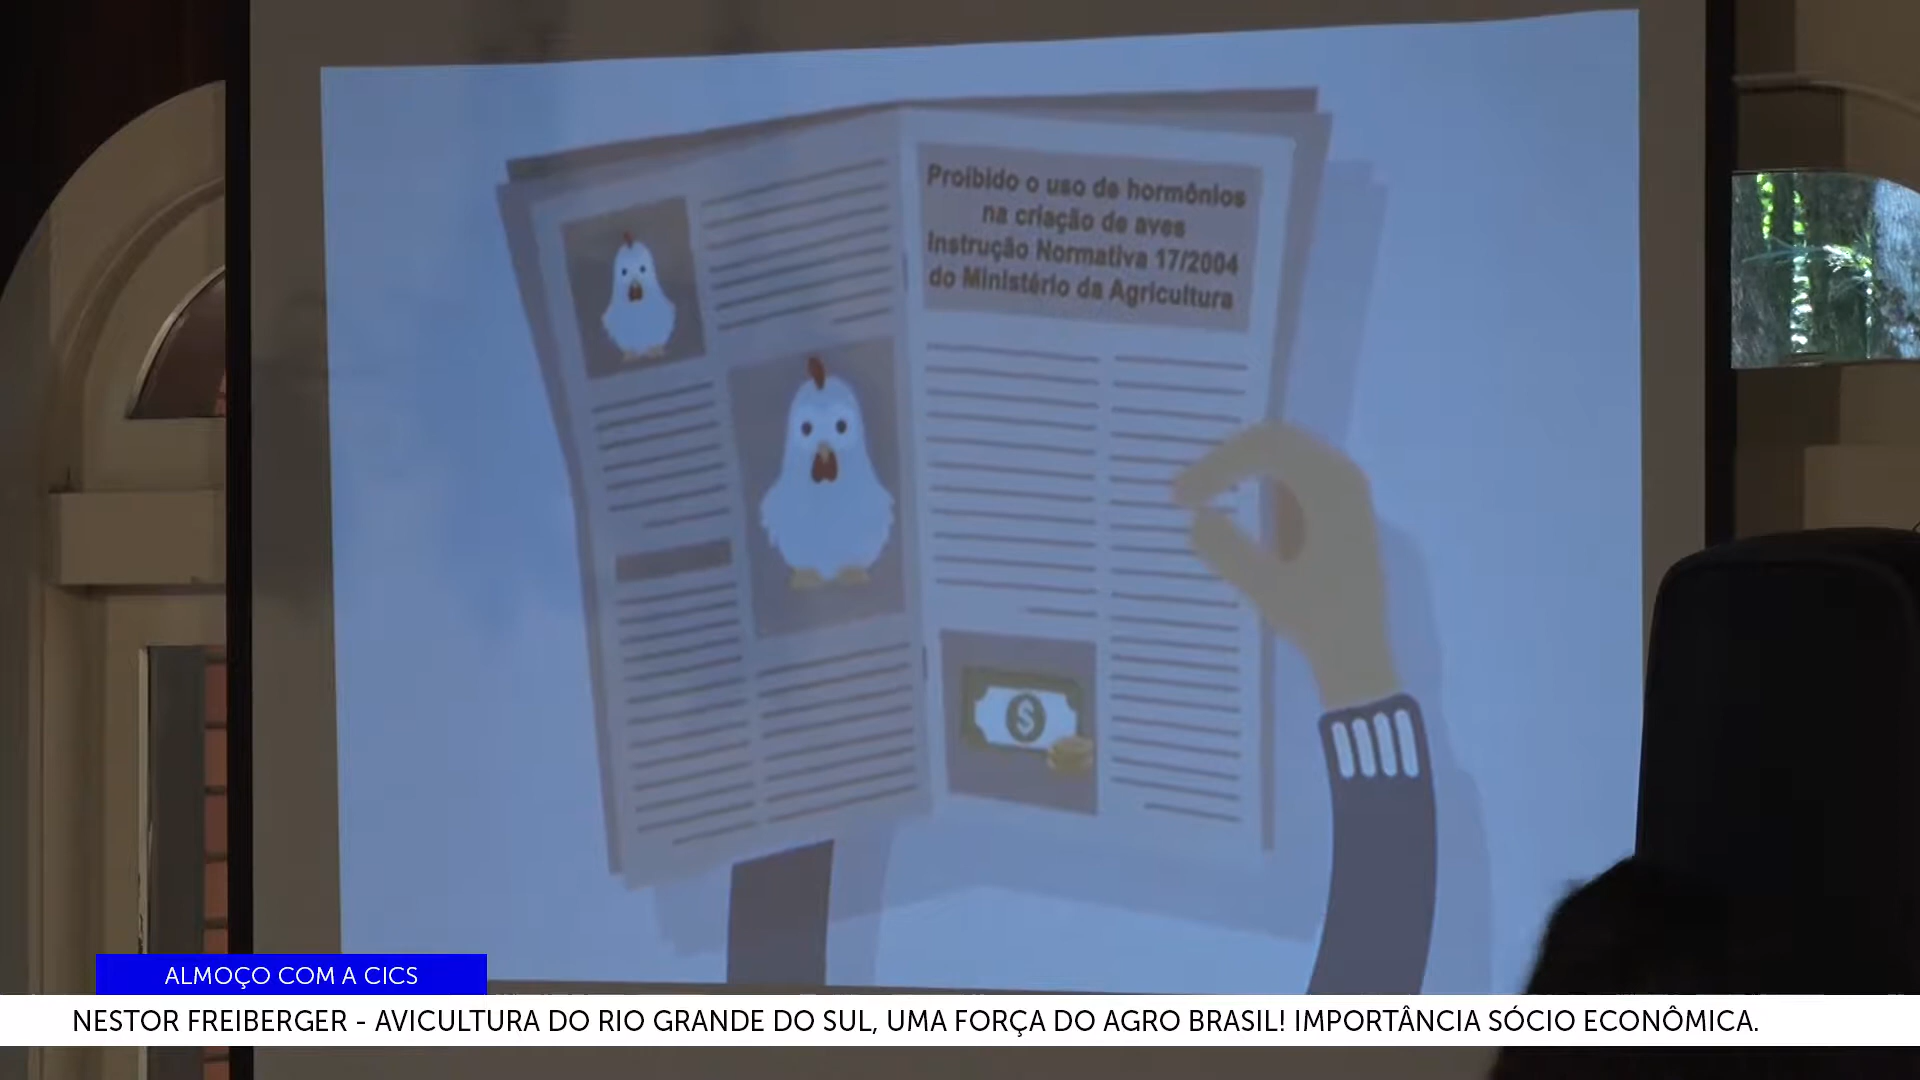 Proibido o uso de hormônios
na criação de aves
Instrução Normativa 17/2004
do Ministério da Agricultura
$
ALMOÇO COM A CICS
NESTOR FREIBERGER - AVICULTURA DO RIO GRANDE DO SUL, UMA FORÇA DO AGRO BRASIL! IMPORTÂNCIA SÓCIO ECONÔMICA.